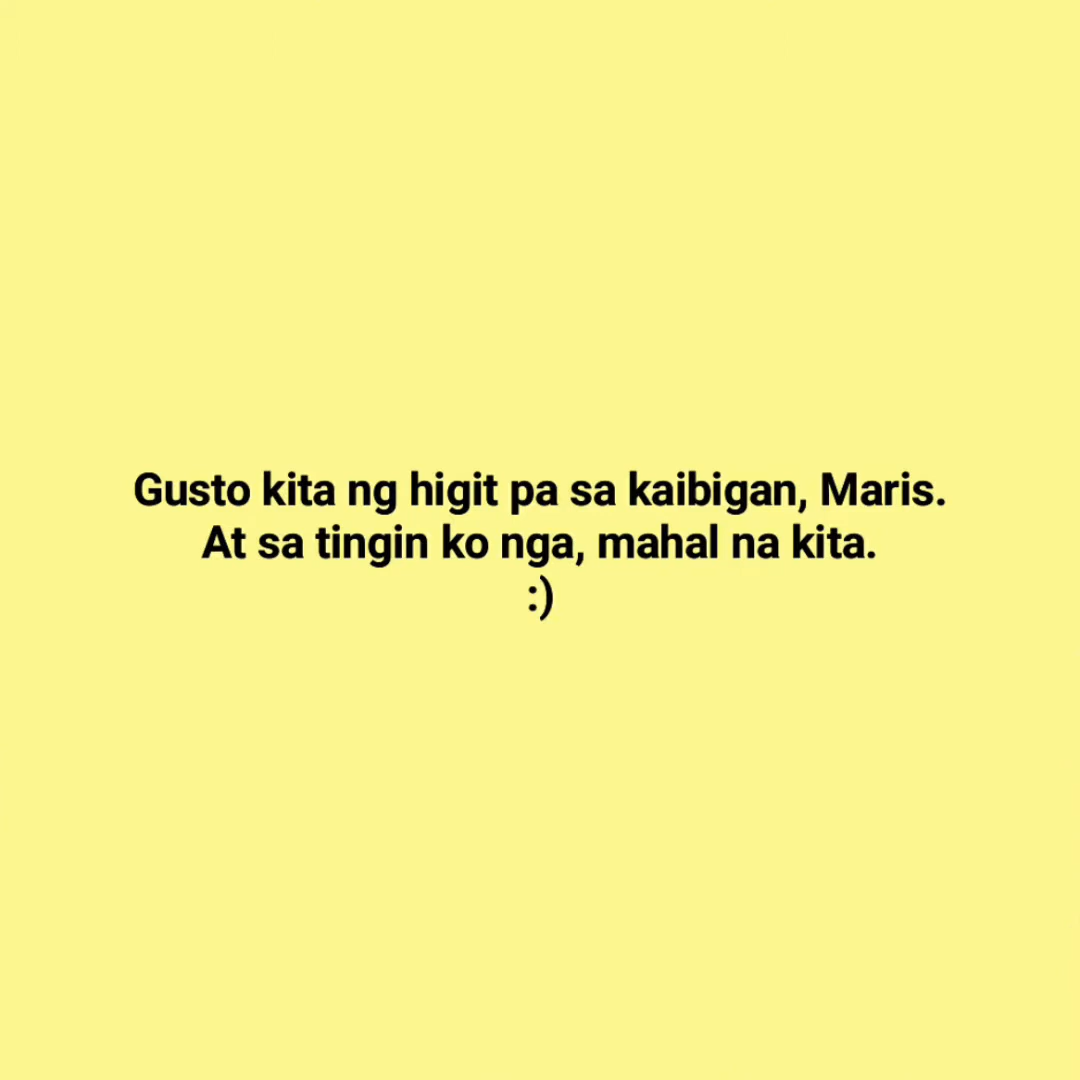 Gusto kita ng higit pa sa kaibigan, Maris.
At sa tingin ko nga, mahal na kita.
:)